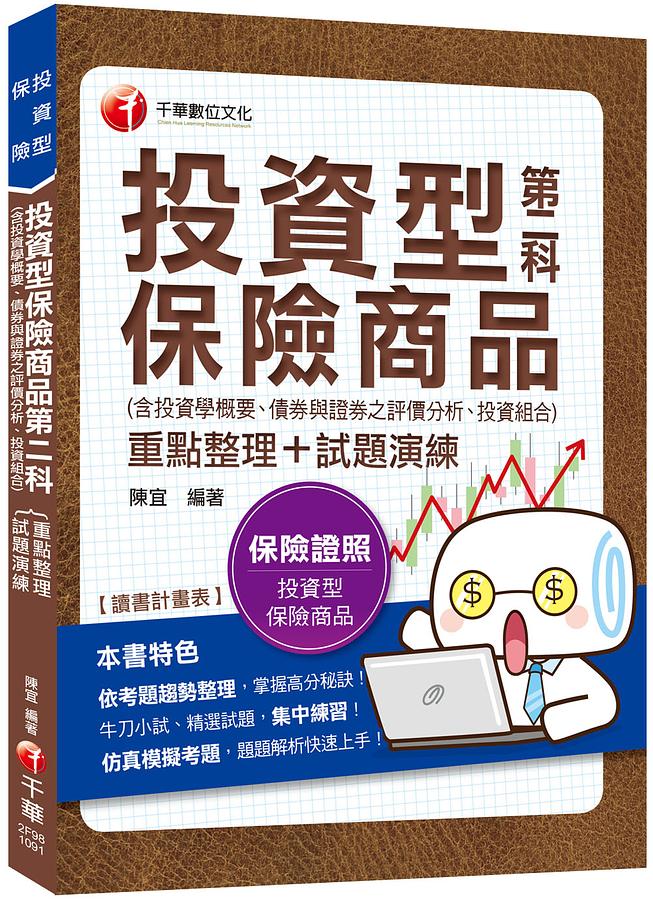 投資型
保險
投資型保險商品第二科
(含投資學概要、債券與證券之評價分析、投資組合)
重點整理
試題演練
陳宜 編著
千華
2F98
1091
千華數位文化
Chien Hua Learning Resources Network
投資型
第二科
保險商品
(含投資學概要、債券與證券之評價分析、投資組合)
重點整理＋試題演練
陳宜 編著
保險證照
投資型
保險商品
【讀書計畫表】
本書特色
依考題趨勢整理，掌握高分秘訣！
牛刀小試、精選試題，集中練習！
仿真模擬考題，題題解析快速上手！
$ $